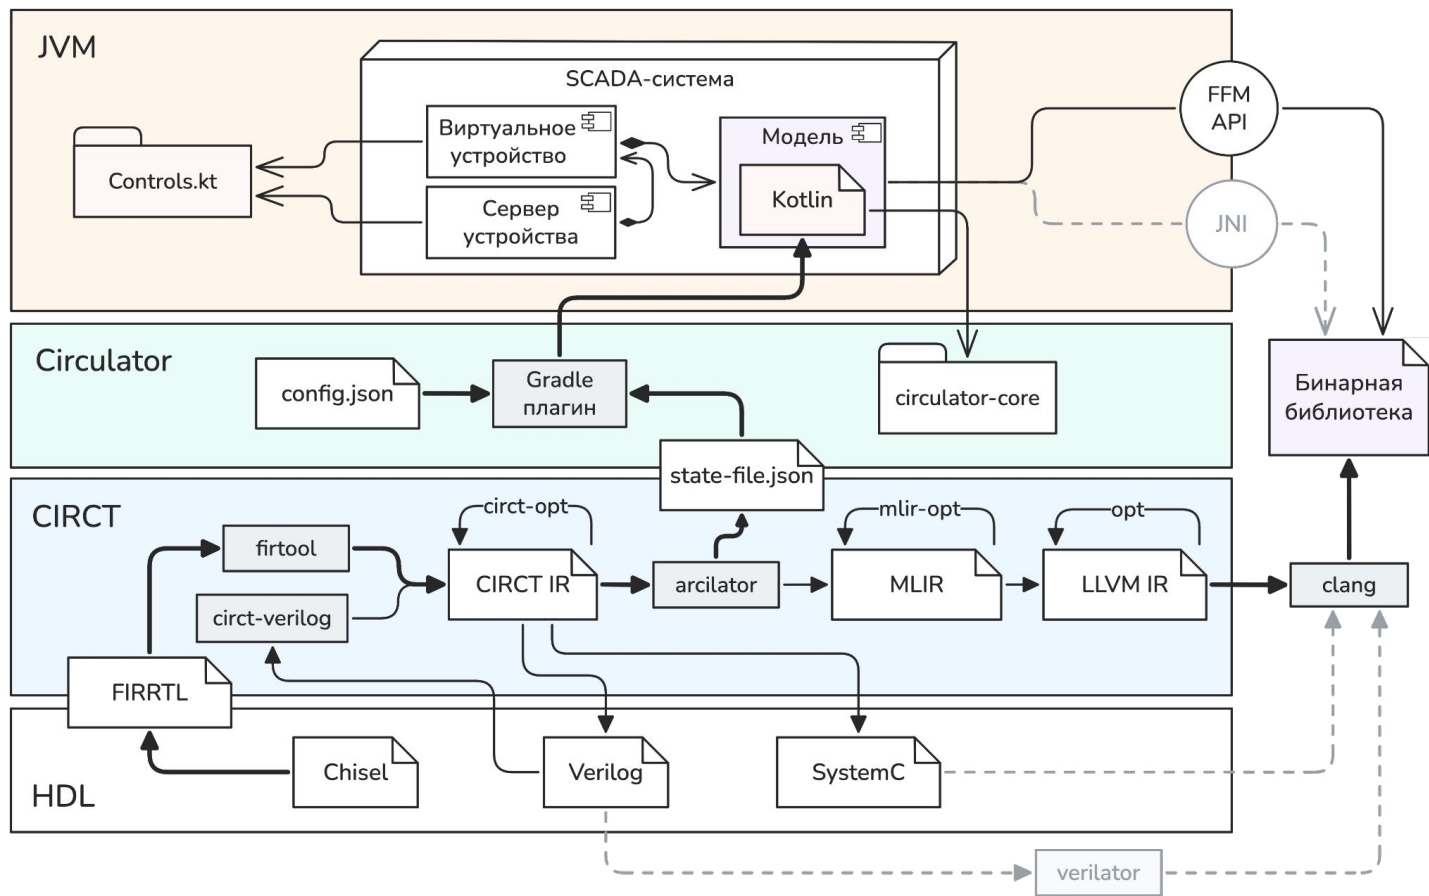 JVM
SCADA-система
Виртуальное
устройство
Сервер
устройства
Модель
Kotlin
Controls.kt
FFM
API
JNI
Circulator
config.json
Gradle
плагин
state-file.json
circulator-core
Бинарная
библиотека
CIRCT
firtool
circt-verilog
circt-opt
CIRCT IR
arcilator
mlir-opt
MLIR
opt
LLVM IR
clang
FIRRTL
HDL
Chisel
Verilog
SystemC
verilator